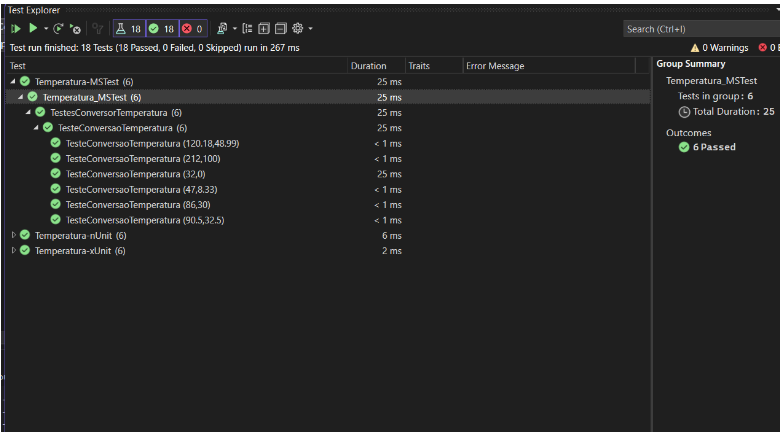 Test Explorer
18 18 0
Search (Ctrl+I)
Test run finished: 18 Tests (18 Passed, 0 Failed, 0 Skipped) run in 267 ms
0 Warnings 0 E
Test Duration Traits Error Message
Group Summary
Temperatura-MSTest (6) 25 ms
Temperatura_MSTest (6) 25 ms
TestesConversorTemperatura (6) 25 ms
TesteConversaoTemperatura (6) 25 ms
TesteConversaoTemperatura (120.18,48.99) < 1 ms
TesteConversaoTemperatura (212,100) < 1 ms
TesteConversaoTemperatura (32,0) 25 ms
TesteConversaoTemperatura (47,8.33) < 1 ms
TesteConversaoTemperatura (86,30) < 1 ms
TesteConversaoTemperatura (90.5,32.5) < 1 ms
Temperatura-nUnit (6) 6 ms
Temperatura-xUnit (6) 2 ms
Temperatura_MSTest
Tests in group: 6
Total Duration: 25
Outcomes
6 Passed